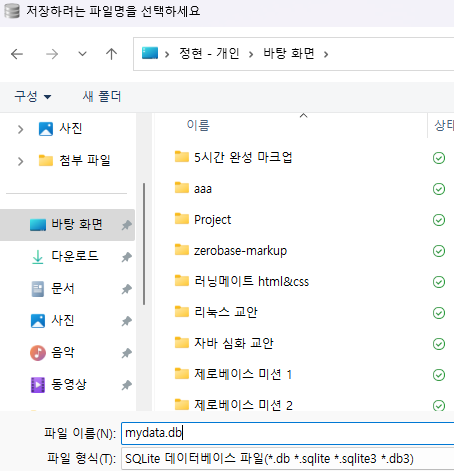 저장하려는 파일명을 선택하세요
정현 - 개인 바탕 화면
구성 새 폴더
이름 상태
사진
첨부 파일
바탕 화면
다운로드
문서
사진
음악
동영상
5시간 완성 마크업
aaa
Project
zerobase-markup
러닝메이트 html&css
리눅스 교안
자바 심화 교안
제로베이스 미션 1
제로베이스 미션 2
파일 이름(N): mydata.db
파일 형식(T): SQLite 데이터베이스 파일(*.db *.sqlite *.sqlite3 *.db3)